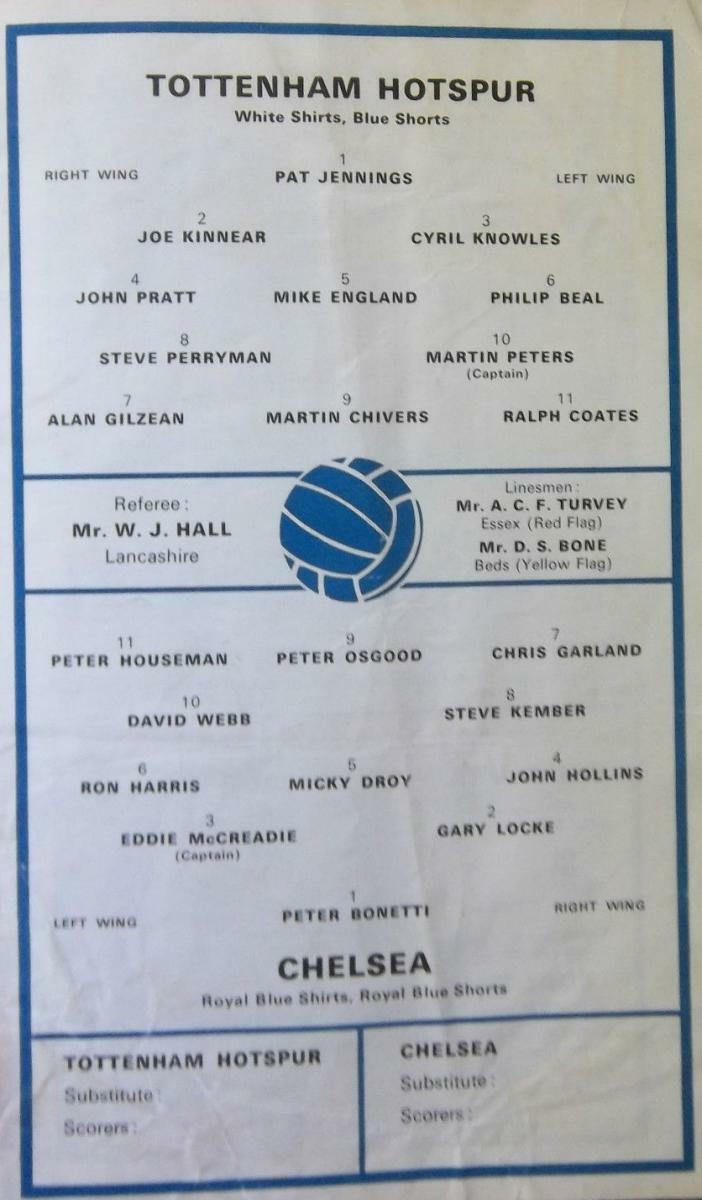 TOTTENHAM HOTSPUR
White Shirts, Blue Shorts
1
RIGHT WING PAT JENNINGS LEFT WING
2 3
JOE KINNEAR CYRIL KNOWLES
4 5 6
JOHN PRATT MIKE ENGLAND PHILIP BEAL
8 10
STEVE PERRYMAN MARTIN PETERS
(Captain)
7 9 11
ALAN GILZEAN MARTIN CHIVERS RALPH COATES
Referee:
Mr. W. J. HALL
Lancashire
Linesmen:
Mr. A. C. F. TURVEY
Essex (Red Flag)
Mr. D. S. BONE
Beds (Yellow Flag)
11 9 7
PETER HOUSEMAN PETER OSGOOD CHRIS GARLAND
10 8
DAVID WEBB STEVE KEMBER
6 5 4
RON HARRIS MICKY DROY JOHN HOLLINS
3 2
EDDIE McCREADIE GARY LOCKE
(Captain)
1
LEFT WING PETER BONETTI RIGHT WING
CHELSEA
Royal Blue Shirts, Royal Blue Shorts
TOTTENHAM HOTSPUR
Substitute:
Scorers:
CHELSEA
Substitute:
Scorers: